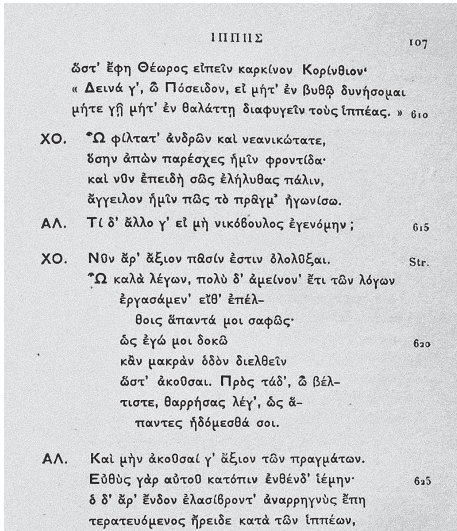 ΙΠΠΗΣ 107
ὥστ' ἔφη Θέωρος εἰπεῖν καρκίνον Κορίνθιον·
« Δεινά γ', ὦ Πόσειδον, εἰ μήτ' ἐν βυθῷ δυνήσομαι
μήτε γῇ μήτ' ἐν θαλάττῃ διαφυγεῖν τοὺς ἱππέας. » 610
ΧΟ. Ὦ φίλτατ' ἀνδρῶν καὶ νεανικώτατε,
ὅσην ἀπὼν παρέσχες ἡμῖν φροντίδα·
καὶ νῦν ἐπειδὴ σῶς ἐλήλυθας πάλιν,
ἄγγειλον ἡμῖν πῶς τὸ πρᾶγμ' ἠγωνίσω.
ΑΛ. Τί δ' ἄλλο γ' εἰ μὴ νικόβουλος ἐγενόμην ; 615
ΧΟ. Νῦν ἄρ' ἄξιον πᾶσίν ἐστιν ὀλολύξαι. Str.
Ὦ καλὰ λέγων, πολὺ δ' ἀμείνον' ἔτι τῶν λόγων
ἐργασάμεν' εἴθ' ἐπέλ–
θοις ἅπαντά μοι σαφῶς·
ὡς ἐγώ μοι δοκῶ 620
κἂν μακρὰν ὁδὸν διελθεῖν
ὥστ' ἀκοῦσαι. Πρὸς τάδ', ὦ βέλ–
τιστε, θαρρήσας λέγ', ὡς ἅ–
παντες ἡδόμεσθά σοι.
ΑΛ. Καὶ μὴν ἀκοῦσαί γ' ἄξιον τῶν πραγμάτων.
Εὐθὺς γὰρ αὐτοῦ κατόπιν ἐνθένδ' ἱέμην· 625
ὁ δ' ἄρ' ἔνδον ἐλασίβροντ' ἀναρρηγνὺς ἔπη
τερατευόμενος ἤρειδε κατὰ τῶν ἱππέων,